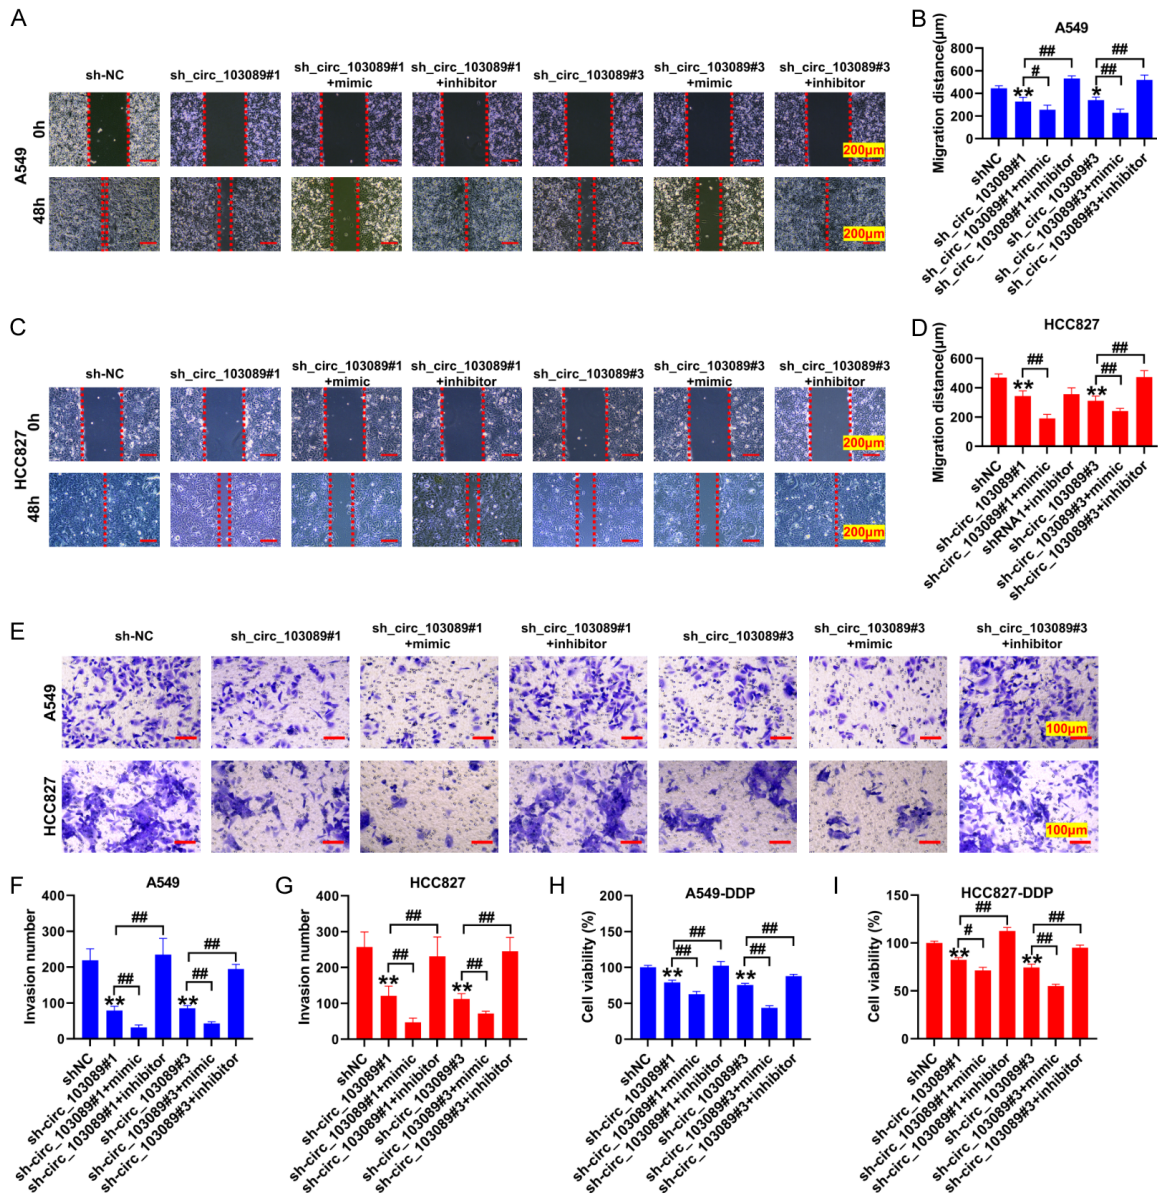 A
sh-NC
sh_circ_103089#1
sh_circ_103089#1
+mimic
sh_circ_103089#1
+inhibitor
sh_circ_103089#3
sh_circ_103089#3
+mimic
sh_circ_103089#3
+inhibitor
A549
0h
48h
200μm
200μm
B
A549
Migration distance(μm)
800
600
400
200
0
** # ## * ## ##
shNC
sh_circ_103089#1
sh_circ_103089#1+mimic
sh_circ_103089#1+inhibitor
sh_circ_103089#3
sh_circ_103089#3+mimic
sh_circ_103089#3+inhibitor
C
sh-NC
sh_circ_103089#1
sh_circ_103089#1
+mimic
sh_circ_103089#1
+inhibitor
sh_circ_103089#3
sh_circ_103089#3
+mimic
sh_circ_103089#3
+inhibitor
HCC827
0h
48h
200μm
200μm
D
HCC827
Migration distance(μm)
600
400
200
0
** ## ** ## ##
shNC
sh-circ_103089#1
sh-circ_103089#1+mimic
shRNA1+inhibitor
sh-circ_103089#3
sh-circ_103089#3+mimic
sh-circ_103089#3+inhibitor
E
sh-NC
sh_circ_103089#1
sh_circ_103089#1
+mimic
sh_circ_103089#1
+inhibitor
sh_circ_103089#3
sh_circ_103089#3
+mimic
sh_circ_103089#3
+inhibitor
A549
100μm
HCC827
100μm
F
A549
Invasion number
400
300
200
100
0
** ## ## ** ## ##
shNC
sh-circ_103089#1
sh-circ_103089#1+mimic
sh-circ_103089#1+inhibitor
sh-circ_103089#3
sh-circ_103089#3+mimic
sh-circ_103089#3+inhibitor
G
HCC827
Invasion number
400
300
200
100
0
** ## ## ** ## ##
shNC
sh-circ_103089#1
sh-circ_103089#1+mimic
sh-circ_103089#1+inhibitor
sh-circ_103089#3
sh-circ_103089#3+mimic
sh-circ_103089#3+inhibitor
H
A549-DDP
Cell viability (%)
200
150
100
50
0
** ## ## ** ## ##
shNC
sh-circ_103089#1
sh-circ_103089#1+mimic
sh-circ_103089#1+inhibitor
sh-circ_103089#3
sh-circ_103089#3+mimic
sh-circ_103089#3+inhibitor
I
HCC827-DDP
Cell viability (%)
150
100
50
0
** # ## ** ## ##
shNC
sh-circ_103089#1
sh-circ_103089#1+mimic
sh-circ_103089#1+inhibitor
sh-circ_103089#3
sh-circ_103089#3+mimic
sh-circ_103089#3+inhibitor